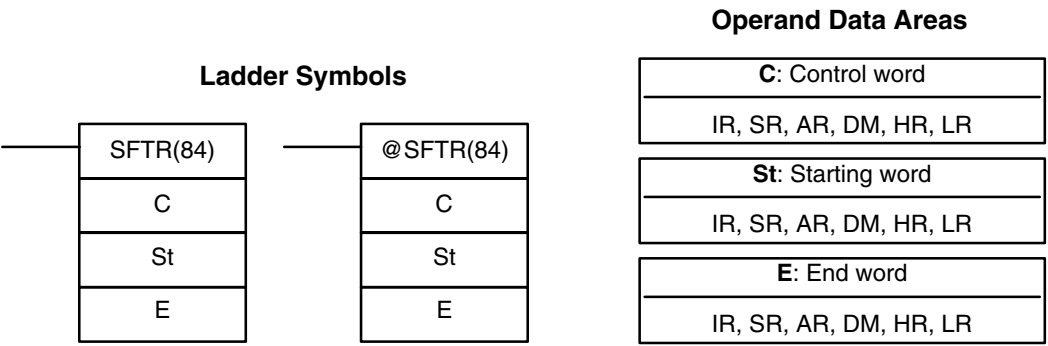 Operand Data Areas
Ladder Symbols
C: Control word
IR, SR, AR, DM, HR, LR
SFTR(84)
@SFTR(84)
C
C
St: Starting word
IR, SR, AR, DM, HR, LR
St
St
E: End word
E
E
IR, SR, AR, DM, HR, LR